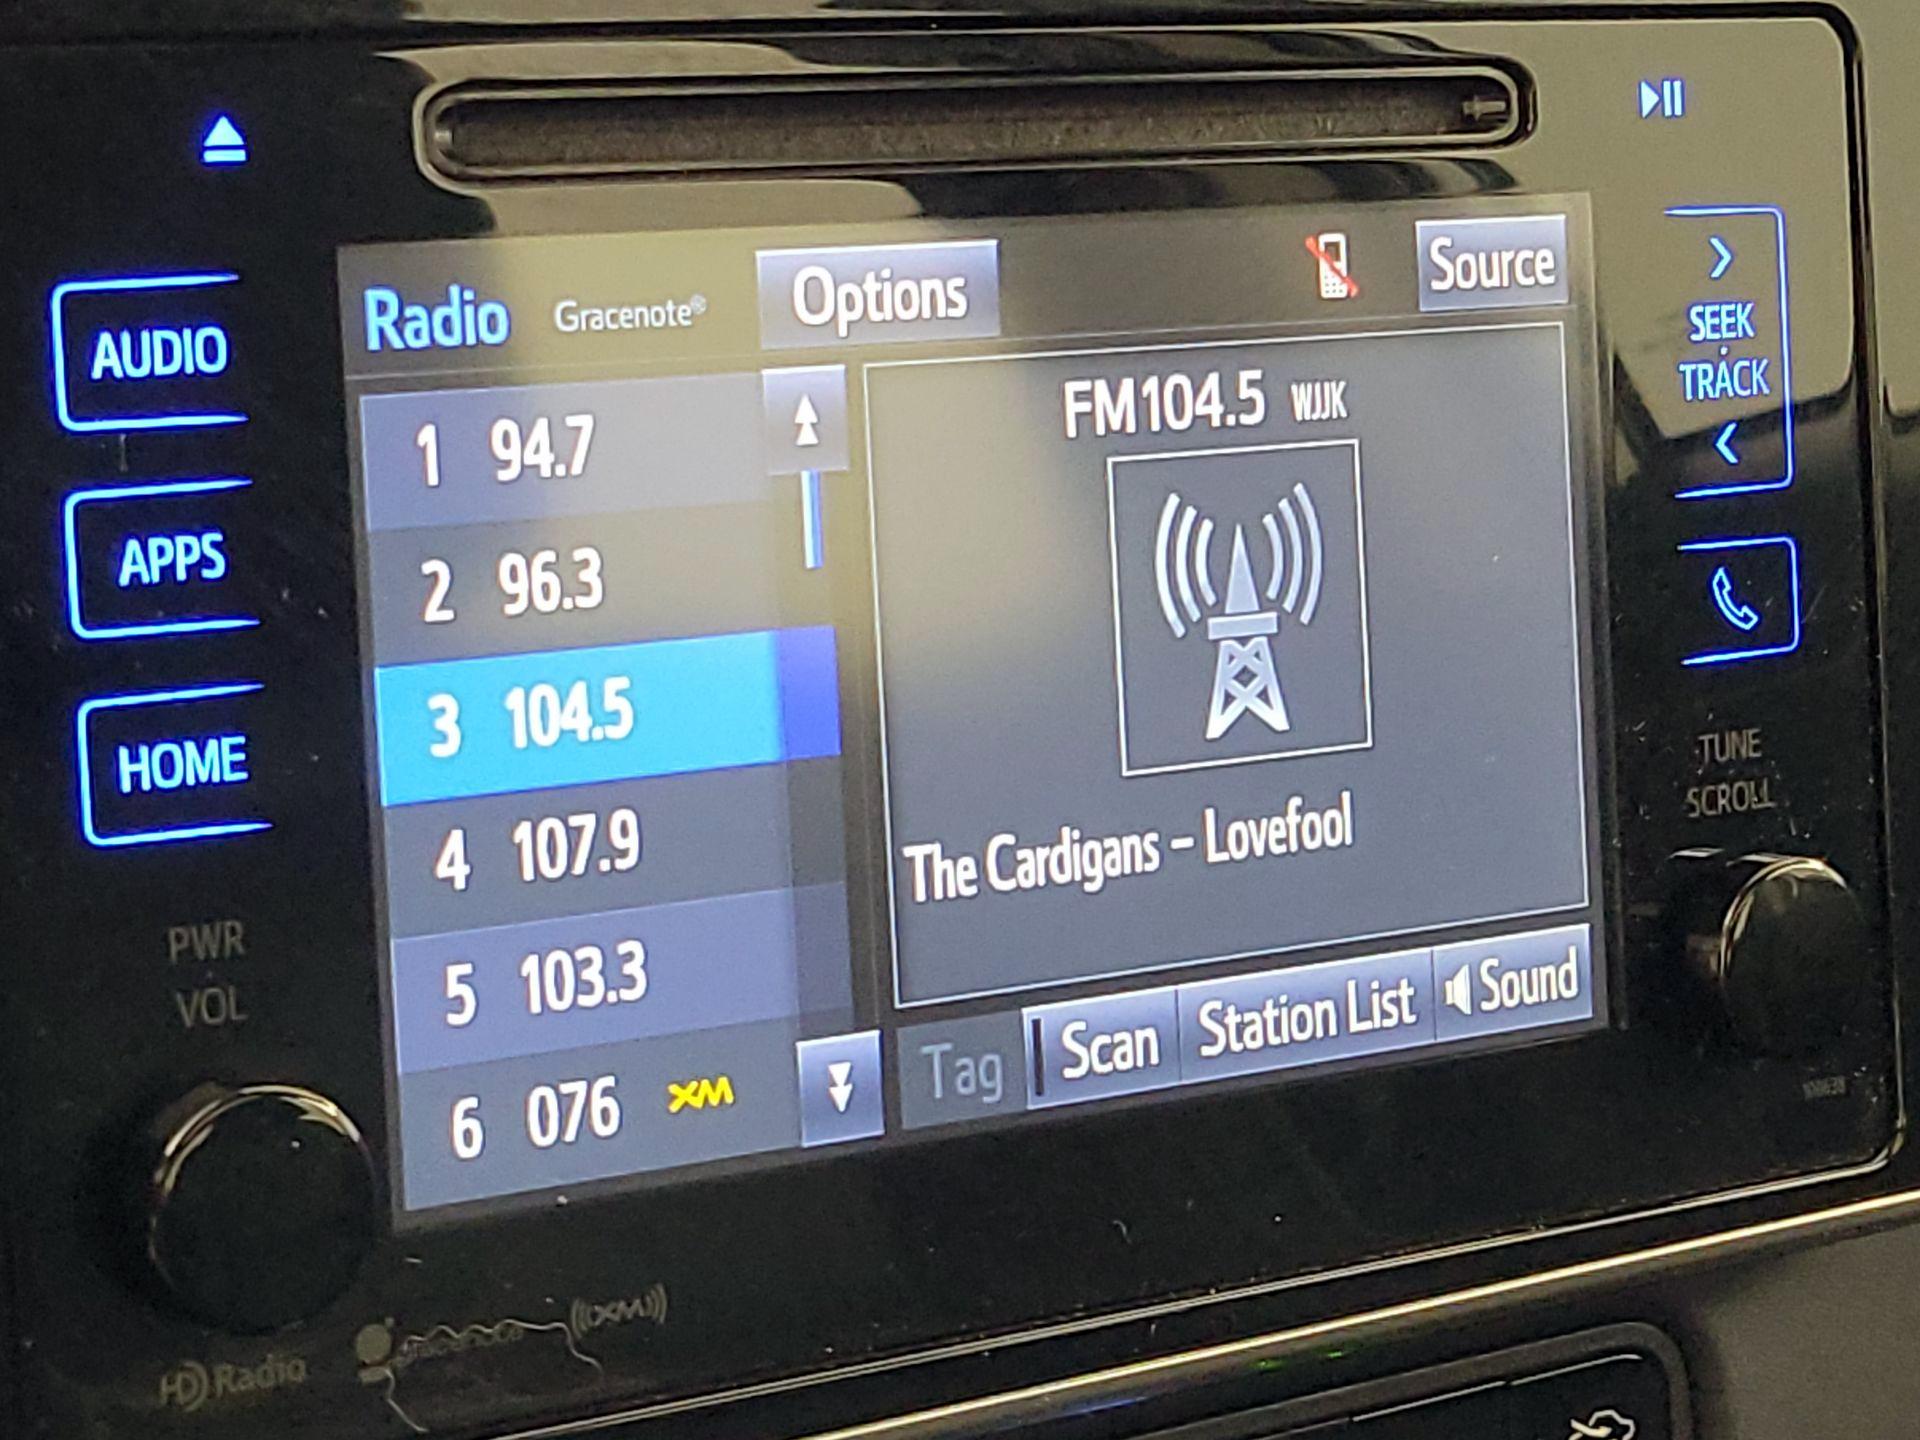 AUDIO
APPS
HOME
PWR
VOL
Radio Gracenote® Options Source
1 94.7
2 96.3
3 104.5
4 107.9
5 103.3
6 076 XM
FM104.5 WJJK
The Cardigans - Lovefool
Tag Scan Station List Sound
SEEK
TRACK
TUNE
SCROLL
HD Radio
gracenote
((XM))